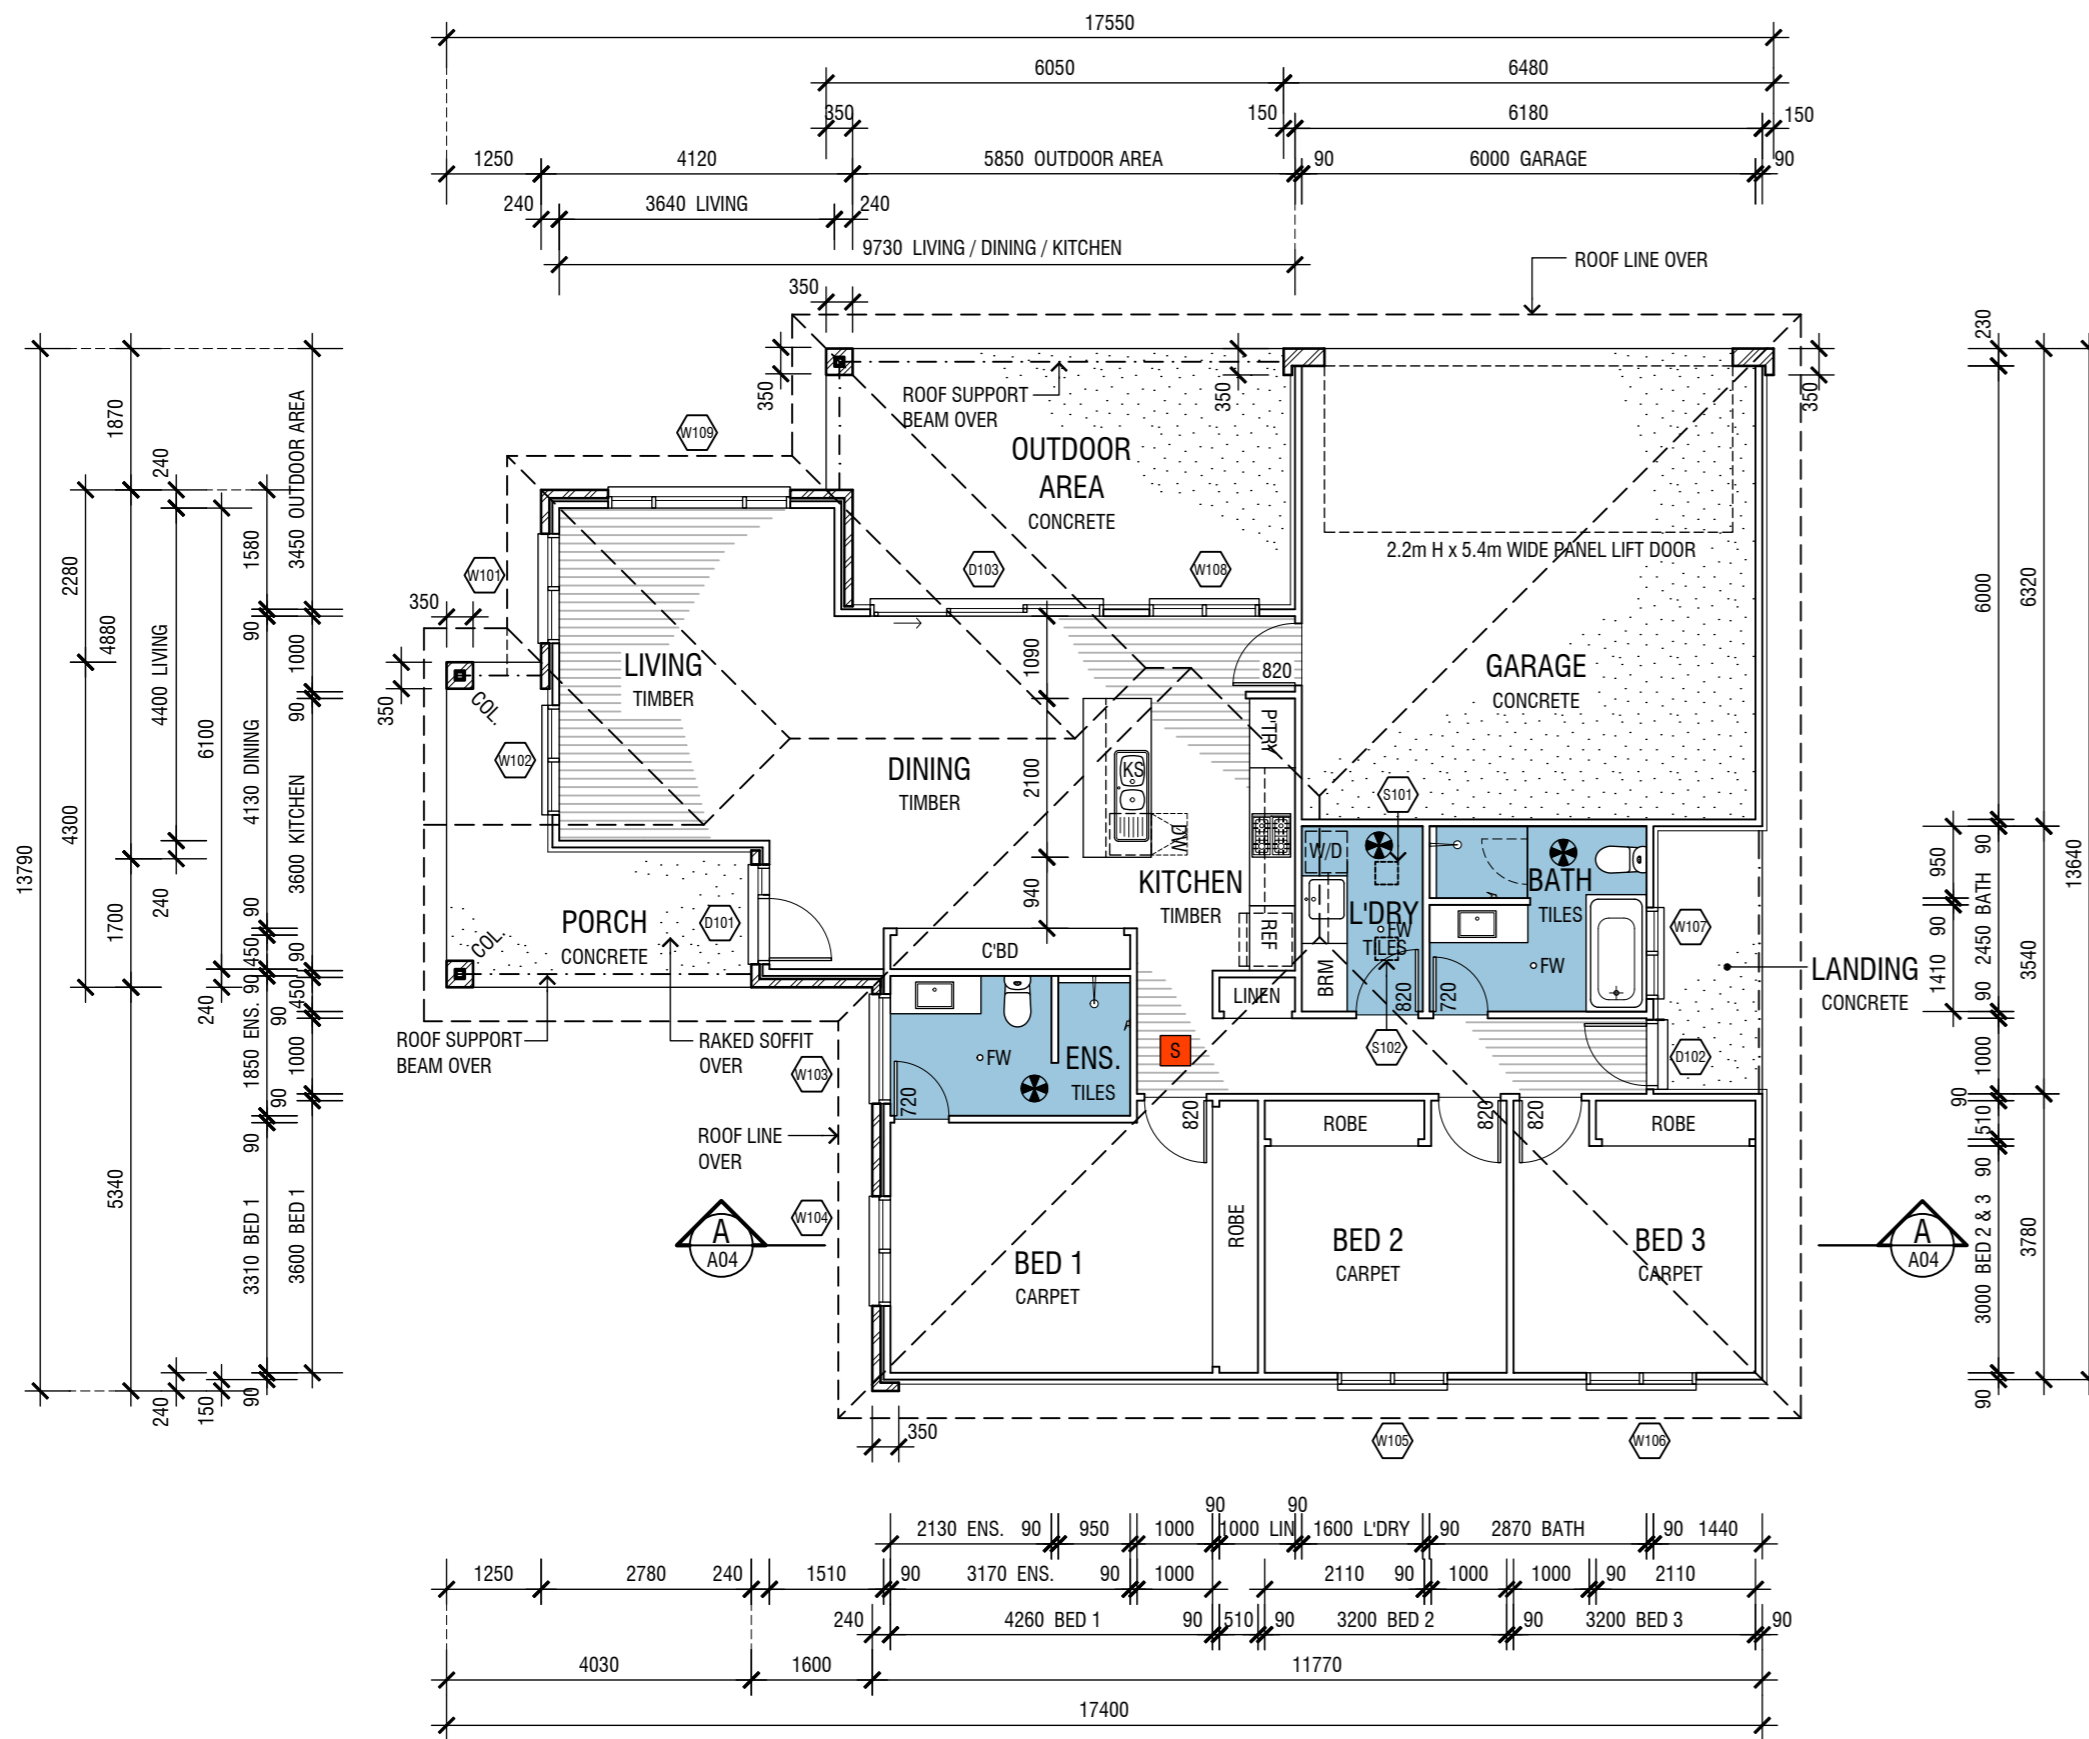 17550
6050 6480
350 150 6180 150
1250 4120 5850 OUTDOOR AREA 90 6000 GARAGE 90
240 3640 LIVING 240
9730 LIVING / DINING / KITCHEN
ROOF LINE OVER
350
350
ROOF SUPPORT
BEAM OVER
350
350
W109
OUTDOOR
AREA
CONCRETE
2.2m H x 5.4m WIDE PANEL LIFT DOOR
W101
D103
W108
350
350
COL.
LIVING
TIMBER
1090
820
GARAGE
CONCRETE
W102
DINING
TIMBER
2100
KS
DW
P'TRY
S101
940
KITCHEN
TIMBER
REF
W/D
L'DRY
FW
TILES
BRM
820
BATH
TILES
FW
720
W107
LANDING
CONCRETE
PORCH
CONCRETE
D101
COL.
C'BD
LINEN
ROOF SUPPORT
BEAM OVER
RAKED SOFFIT
OVER
W103
FW
ENS.
TILES
720
S
S102
D102
ROOF LINE
OVER
820
ROBE
820
820
ROBE
W104
A
A04
BED 1
CARPET
ROBE
BED 2
CARPET
BED 3
CARPET
A
A04
350
W105
W106
13790
2280
4300
1870
4880
1700
5340
240
4400 LIVING
240
240
6100
240
150
1580
90
4130 DINING
90
450
1850 ENS. 90
90
3310 BED 1
90
3450 OUTDOOR AREA
1000
90
3600 KITCHEN
90
450
90
1000
90
3600 BED 1
230
6000
90
950
2450 BATH
90
1410
90
1000
90
510
90
3000 BED 2 & 3
90
6320
3540
3780
13640
90 90
2130 ENS. 90 950 1000 1000 LIN 1600 L'DRY 90 2870 BATH 90 1440
1250 2780 240 1510 90 3170 ENS. 90 1000 2110 90 1000 1000 90 2110
240 4260 BED 1 90 510 90 3200 BED 2 90 3200 BED 3 90
4030 1600 11770
17400